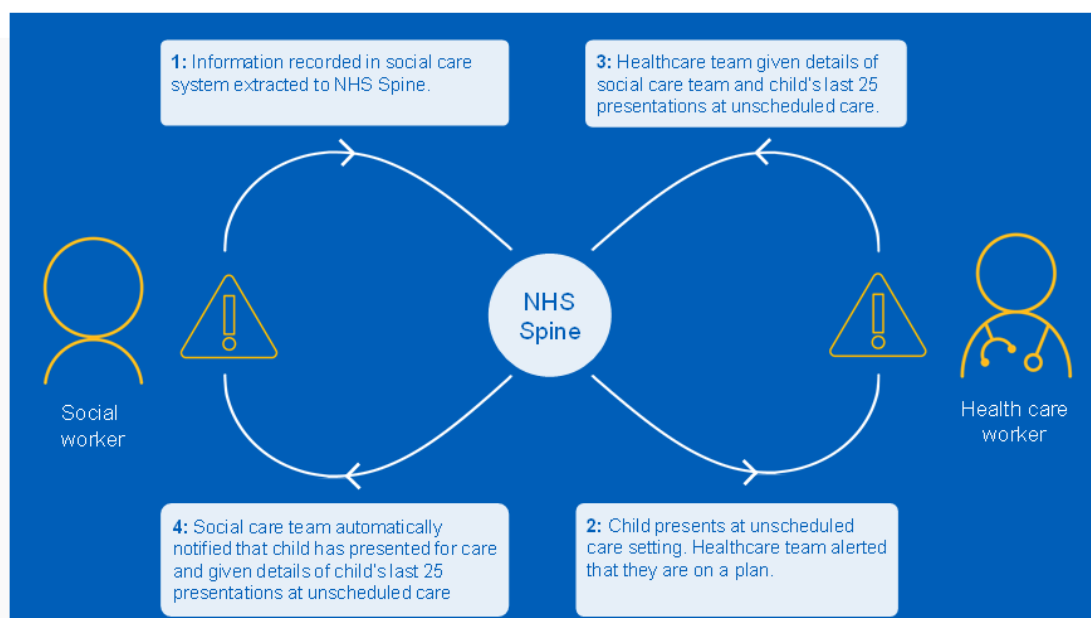 1: Information recorded in social care
system extracted to NHS Spine.
3: Healthcare team given details of
social care team and child's last 25
presentations at unscheduled care.
NHS
Spine
Social
worker
Health care
worker
4: Social care team automatically
notified that child has presented for care
and given details of child's last 25
presentations at unscheduled care
2: Child presents at unscheduled
care setting. Healthcare team alerted
that they are on a plan.